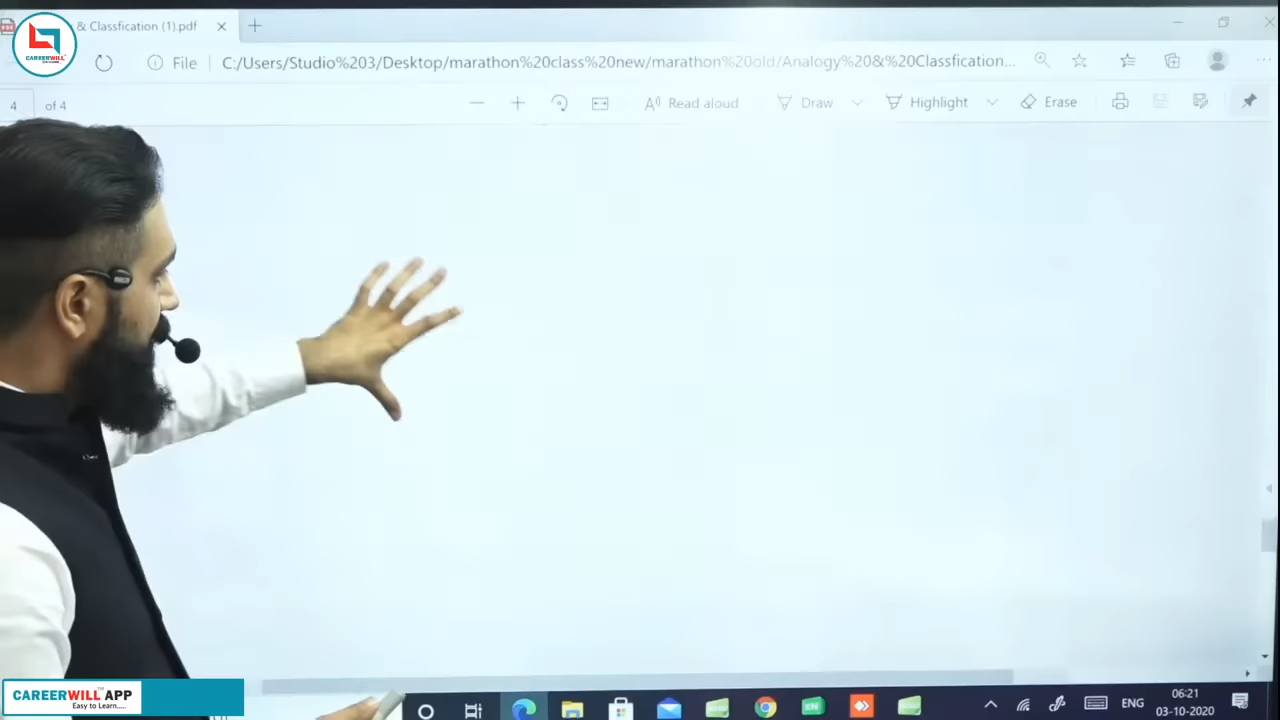 & Classfication (1).pdf
CAREERWILL
File
C:/Users/Studio%203/Desktop/marathon%20class%20new/marathon%20old/Analogy%20&%20Classfication...
4 of 4
Read aloud
Draw
Highlight
Erase
CAREERWILL APP
Easy to Learn.....
ENG
06:21
03-10-2020